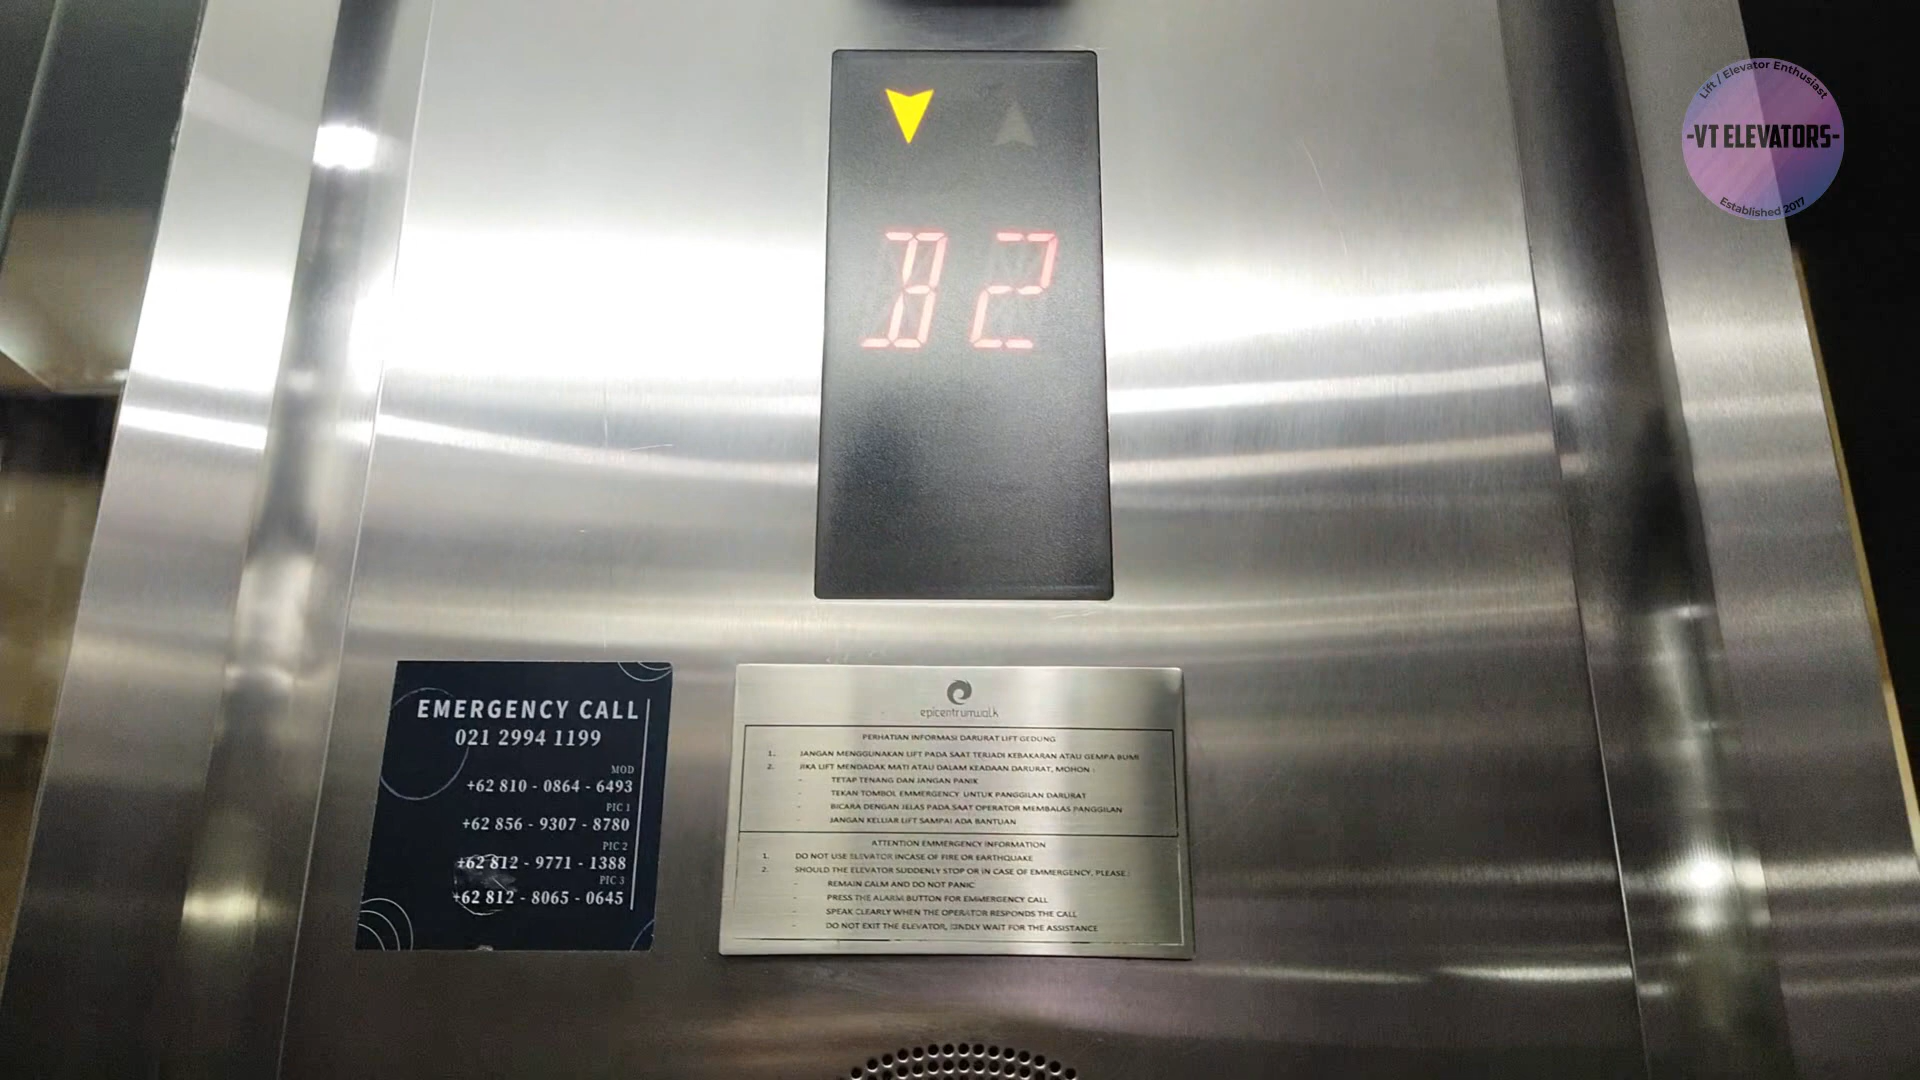 Lift / Elevator Enthusiast
-VT ELEVATORS-
Established 2017
B2
EMERGENCY CALL
021 2994 1199
MOD
+62 810 - 0864 - 6493
PIC 1
+62 856 - 9307 - 8780
PIC 2
+62 812 - 9771 - 1388
PIC 3
+62 812 - 8065 - 0645
epicentrumwalk
PERHATIAN INFORMASI DARURAT LIFT GEDUNG
1. JANGAN MENGGUNAKAN LIFT PADA SAAT TERJADI KEBAKARAN ATAU GEMPA BUMI
2. JIKA LIFT MENDADAK MATI ATAU DALAM KEADAAN DARURAT, MOHON :
- TETAP TENANG DAN JANGAN PANIK
- TEKAN TOMBOL EMMERGENCY UNTUK PANGGILAN DARURAT
- BICARA DENGAN JELAS PADA SAAT OPERATOR MEMBALAS PANGGILAN
- JANGAN KELUAR LIFT SAMPAI ADA BANTUAN
ATTENTION EMMERGENCY INFORMATION
1. DO NOT USE ELEVATOR INCASE OF FIRE OR EARTHQUAKE
2. SHOULD THE ELEVATOR SUDDENLY STOP OR IN CASE OF EMMERGENCY, PLEASE :
- REMAIN CALM AND DO NOT PANIC
- PRESS THE ALARM BUTTON FOR EMMERGENCY CALL
- SPEAK CLEARLY WHEN THE OPERATOR RESPONDS THE CALL
- DO NOT EXIT THE ELEVATOR, KINDLY WAIT FOR THE ASSISTANCE